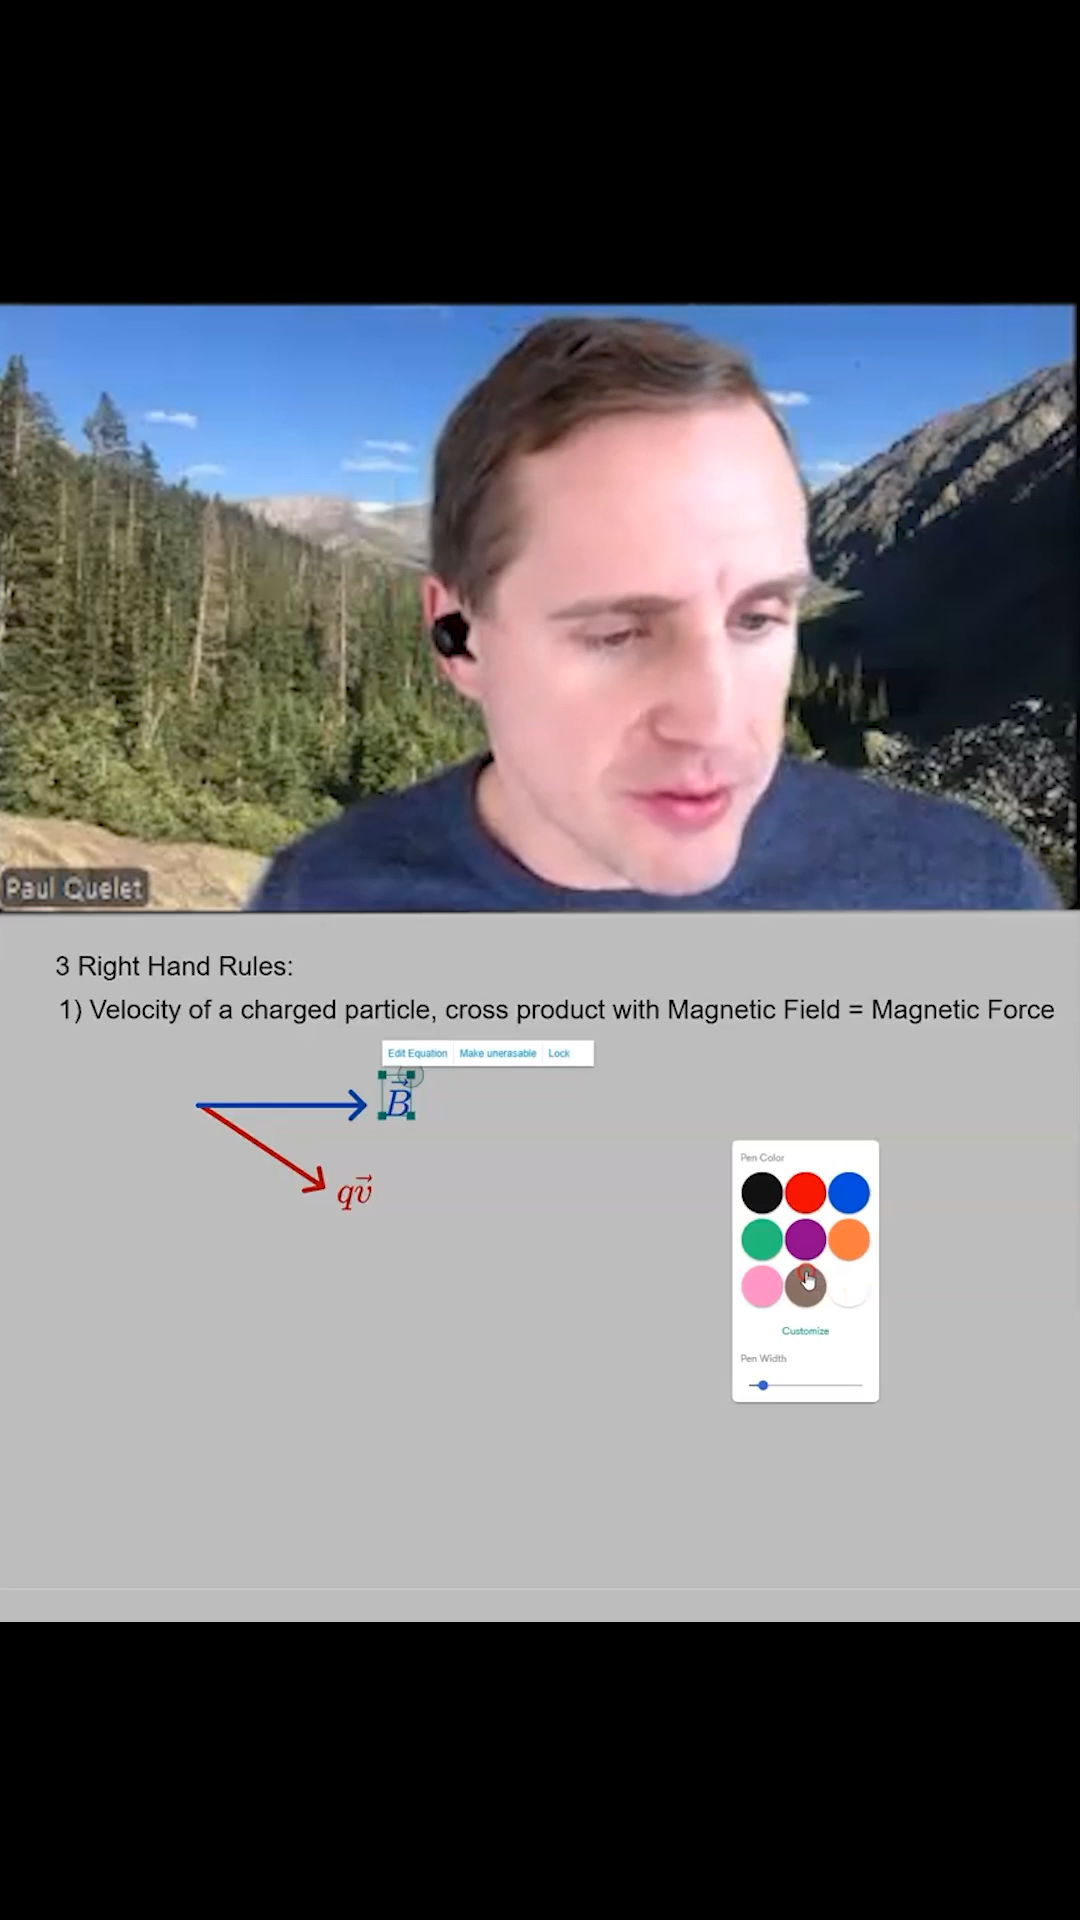 Paul Quelet
3 Right Hand Rules:
1) Velocity of a charged particle, cross product with Magnetic Field = Magnetic Force
Edit Equation Make unerasable Lock
B⃗
qv⃗
Pen Color
Customize
Pen Width